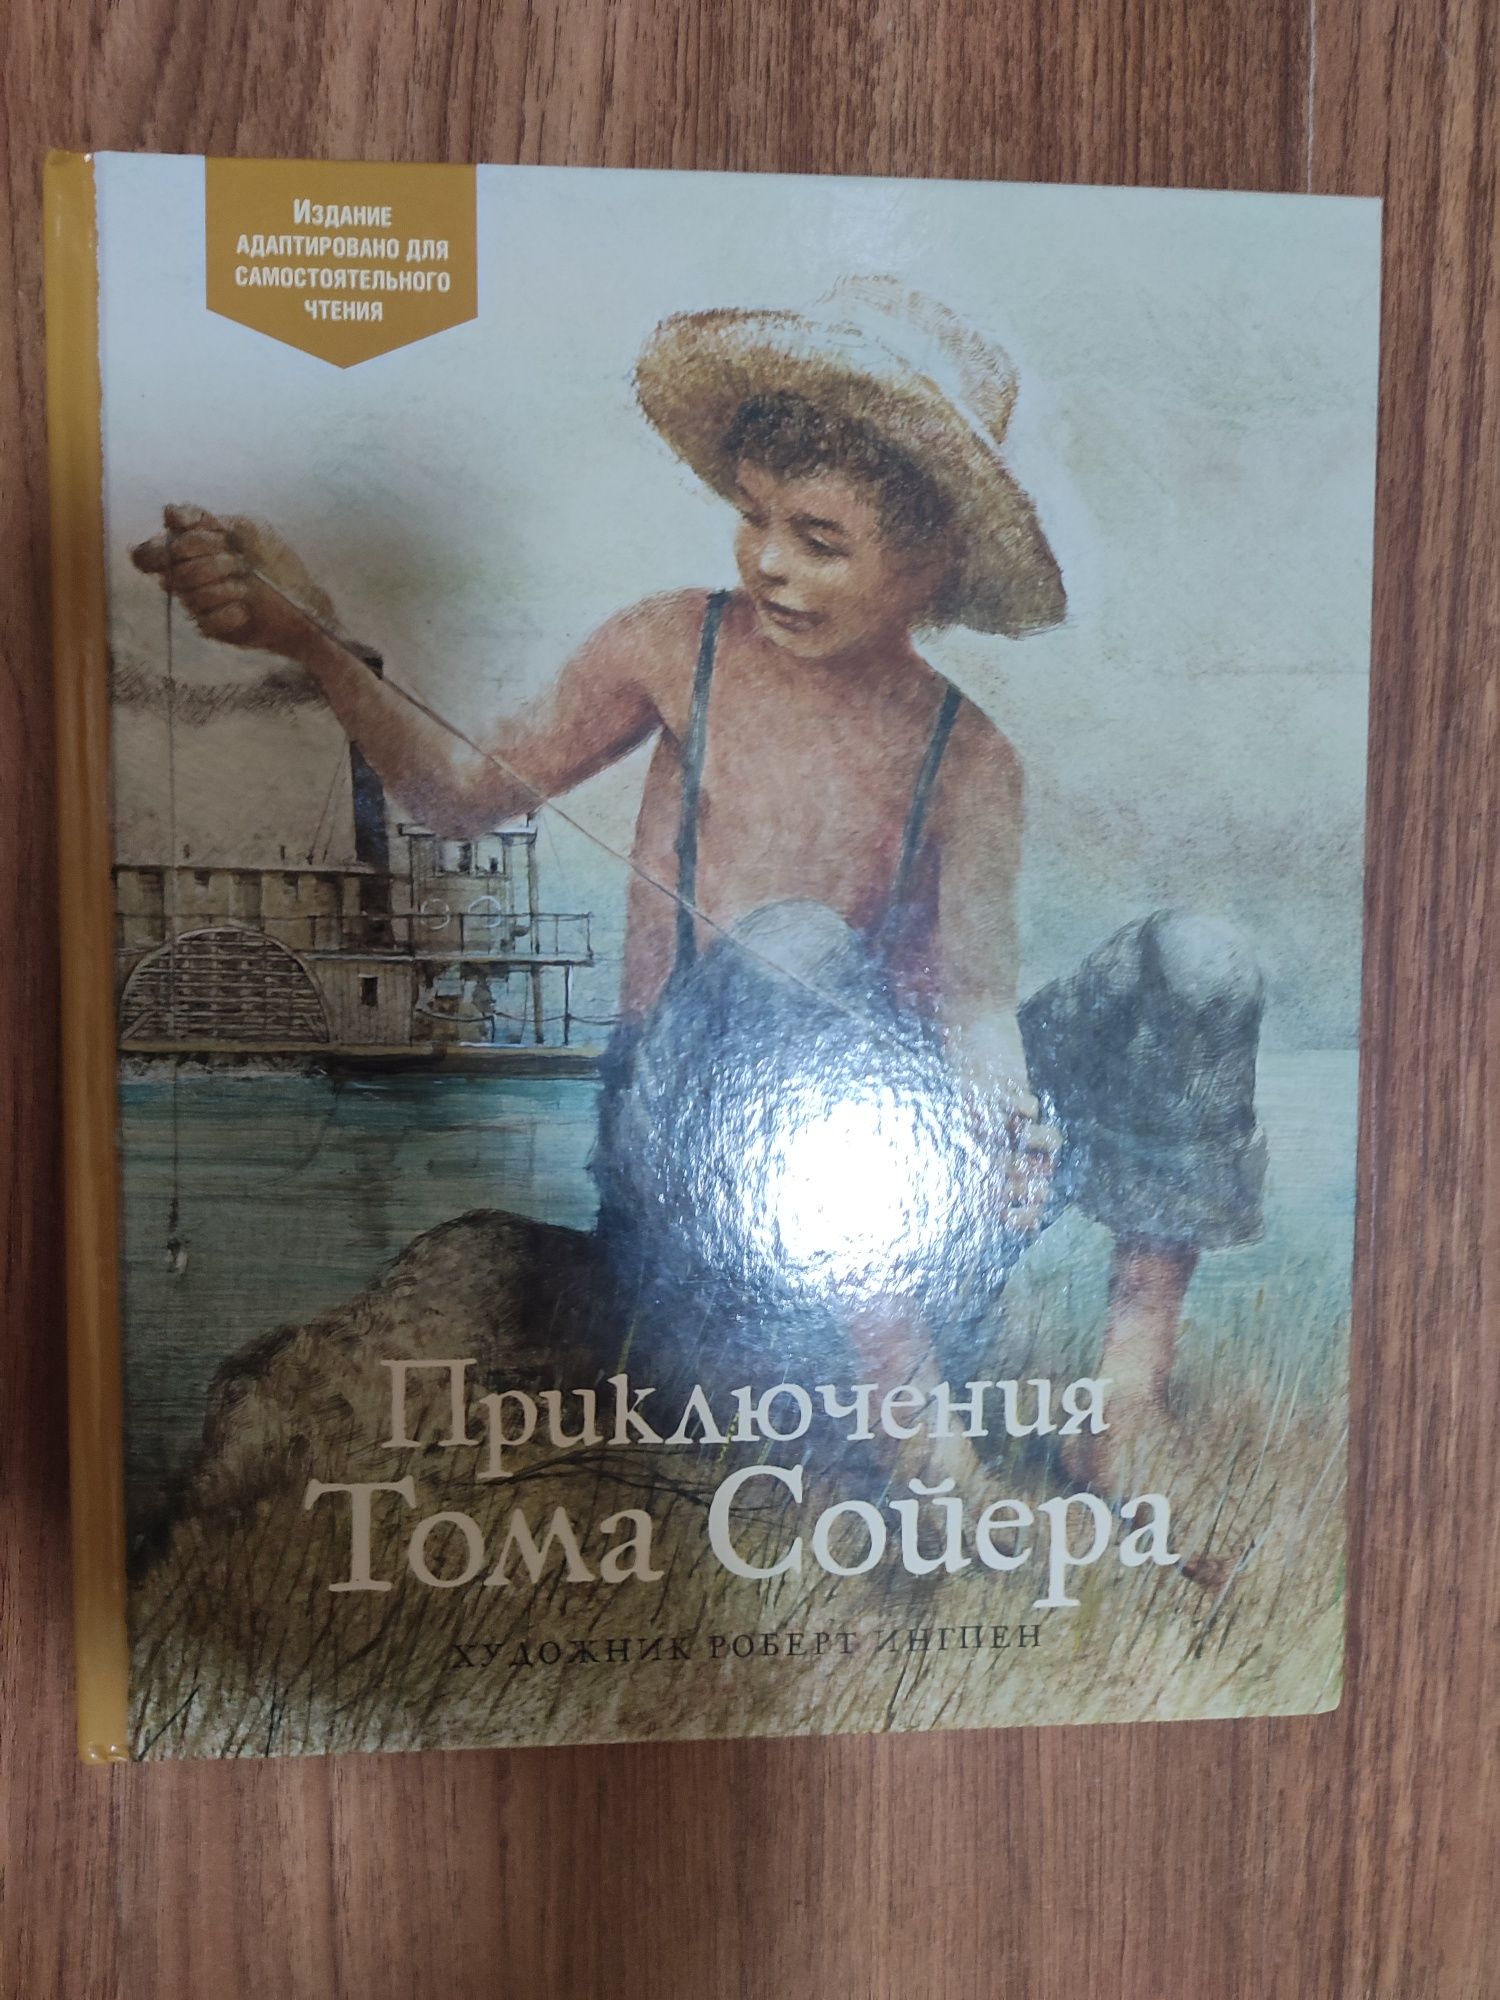 Издание
адаптировано для
самостоятельного
чтения
Приключения
Тома Сойера
художник Роберт Ингпен